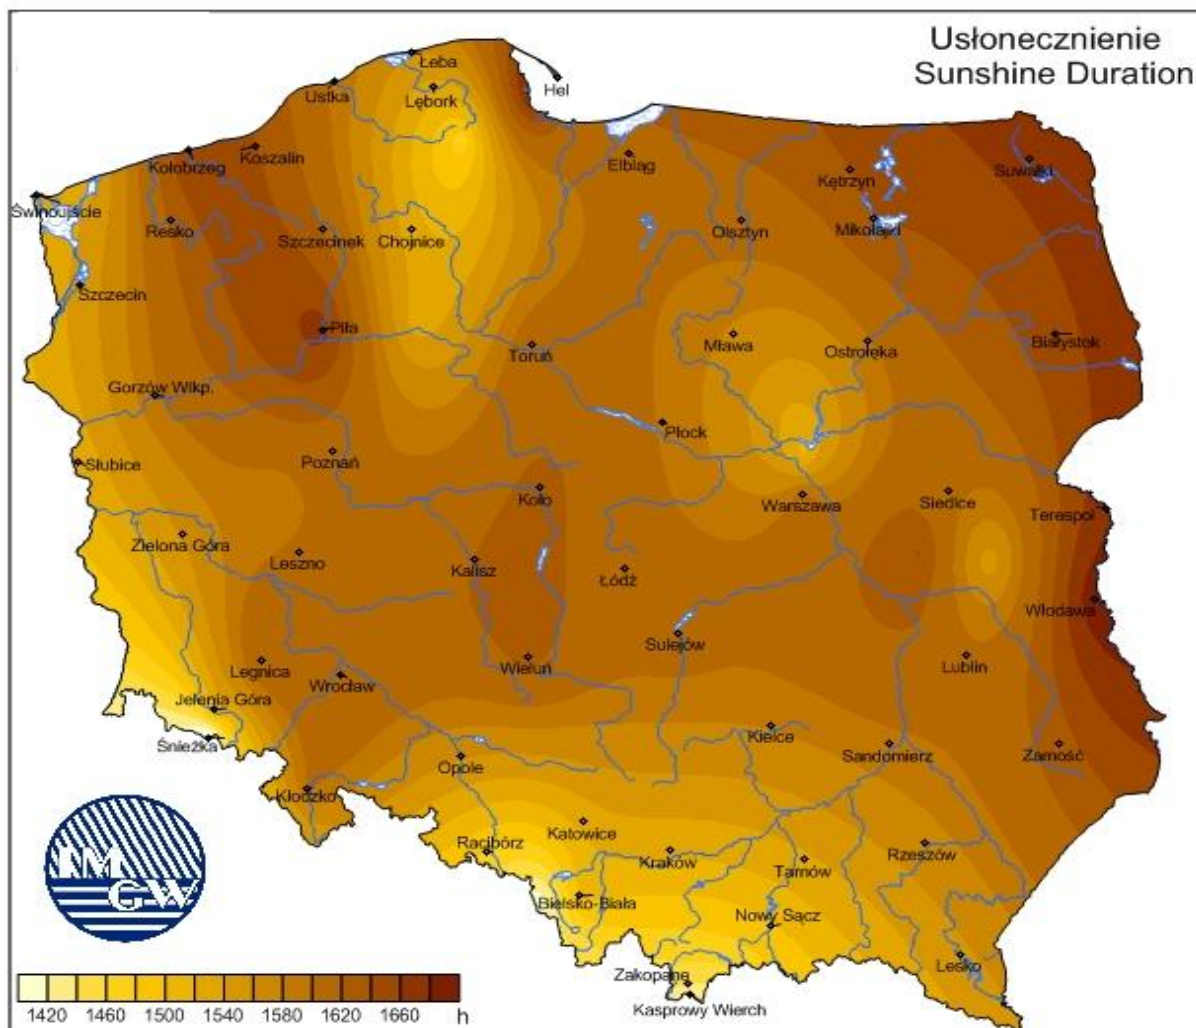 Usłonecznienie
Sunshine Duration
Łeba
Ustka
Lębork
Hel
Kołobrzeg
Koszalin
Elbląg
Kętrzyn
Suwałki
Świnoujście
Resko
Szczecinek
Chojnice
Olsztyn
Mikołajki
Szczecin
Piła
Toruń
Mława
Ostrołęka
Białystok
Gorzów Wlkp.
Płock
Słubice
Poznań
Koło
Warszawa
Siedlce
Terespol
Zielona Góra
Leszno
Kalisz
Łódź
Włodawa
Sulejów
Legnica
Wrocław
Wieluń
Lublin
Jelenia Góra
Śnieżka
Kielce
Sandomierz
Zamość
Opole
Kłoczko
Katowice
Racibórz
Kraków
Tarnów
Rzeszów
Bielsko-Biała
Nowy Sącz
Lesko
Zakopane
Kasprowy Wierch
IMGW
1420 1460 1500 1540 1580 1620 1660 h